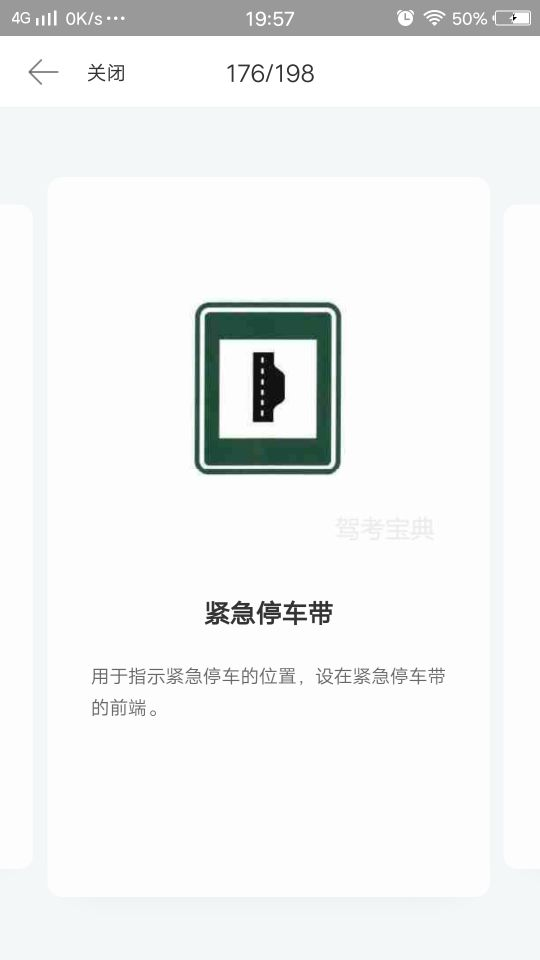 4G 0K/s ··· 19:57 50%
关闭 176/198
驾考宝典
紧急停车带
用于指示紧急停车的位置，设在紧急停车带
的前端。